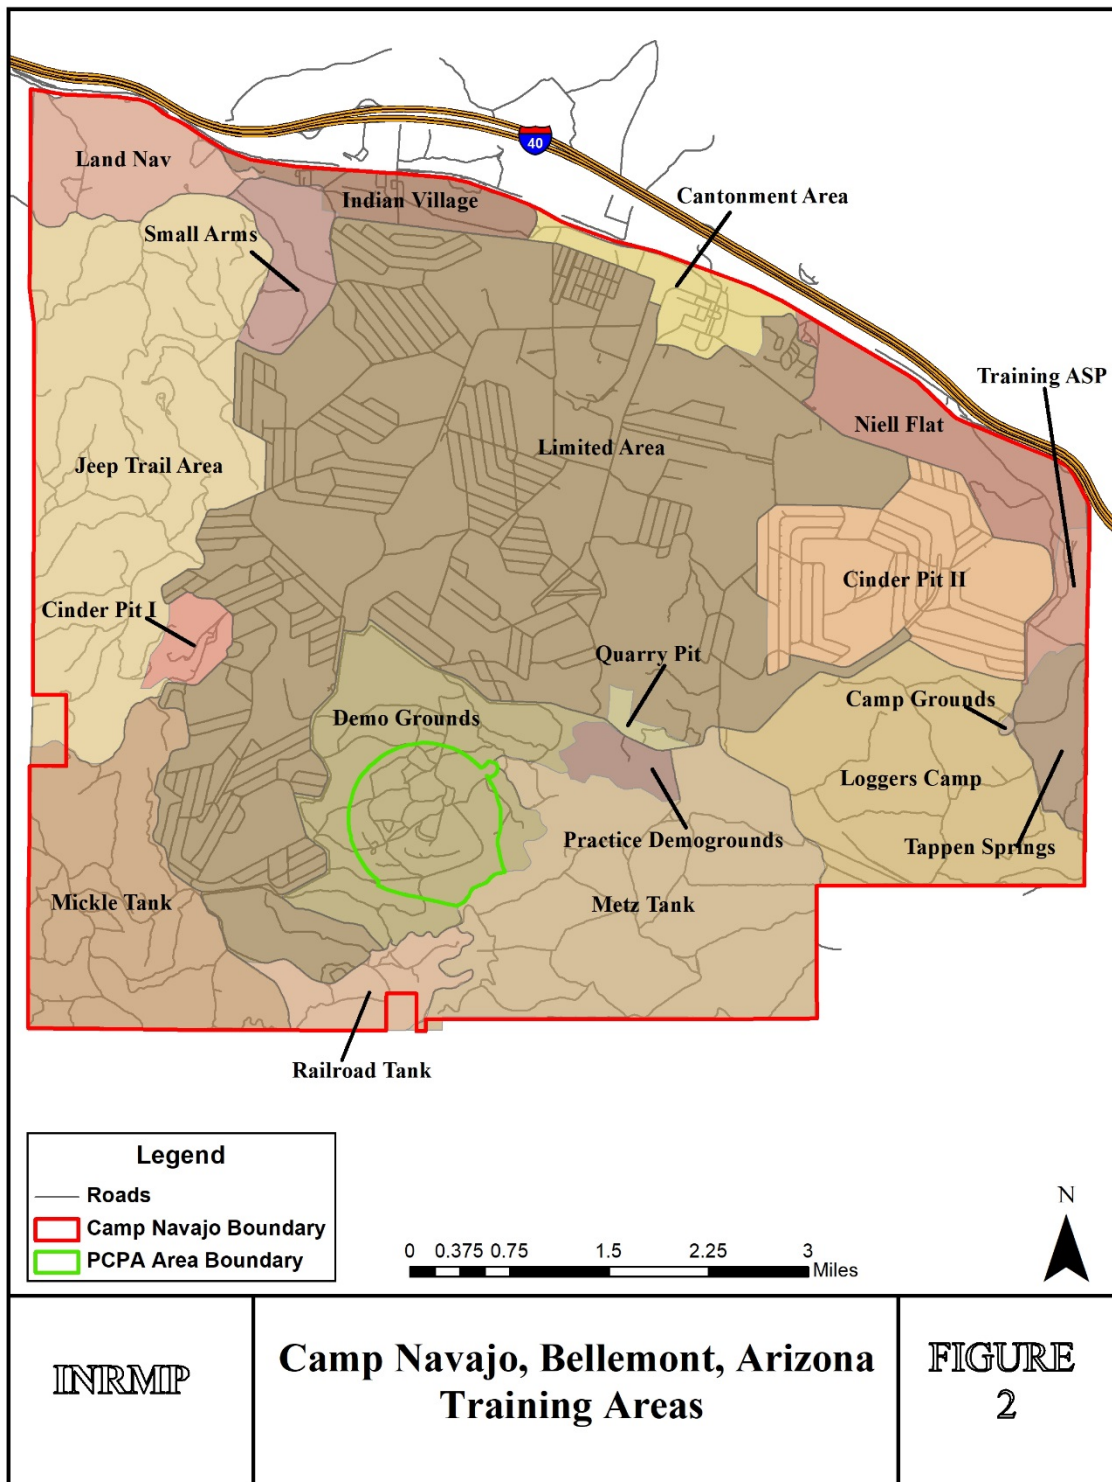 40
Land Nav
Cantonment Area
Indian Village
Small Arms
Training ASP
Niell Flat
Limited Area
Jeep Trail Area
Cinder Pit II
Cinder Pit I
Quarry Pit
Camp Grounds
Demo Grounds
Loggers Camp
Practice Demogrounds
Tappen Springs
Mickle Tank
Metz Tank
Railroad Tank
Legend
Roads
Camp Navajo Boundary
PCPA Area Boundary
0 0.375 0.75 1.5 2.25 3
Miles
N
INRMP
Camp Navajo, Bellemont, Arizona
Training Areas
FIGURE
2